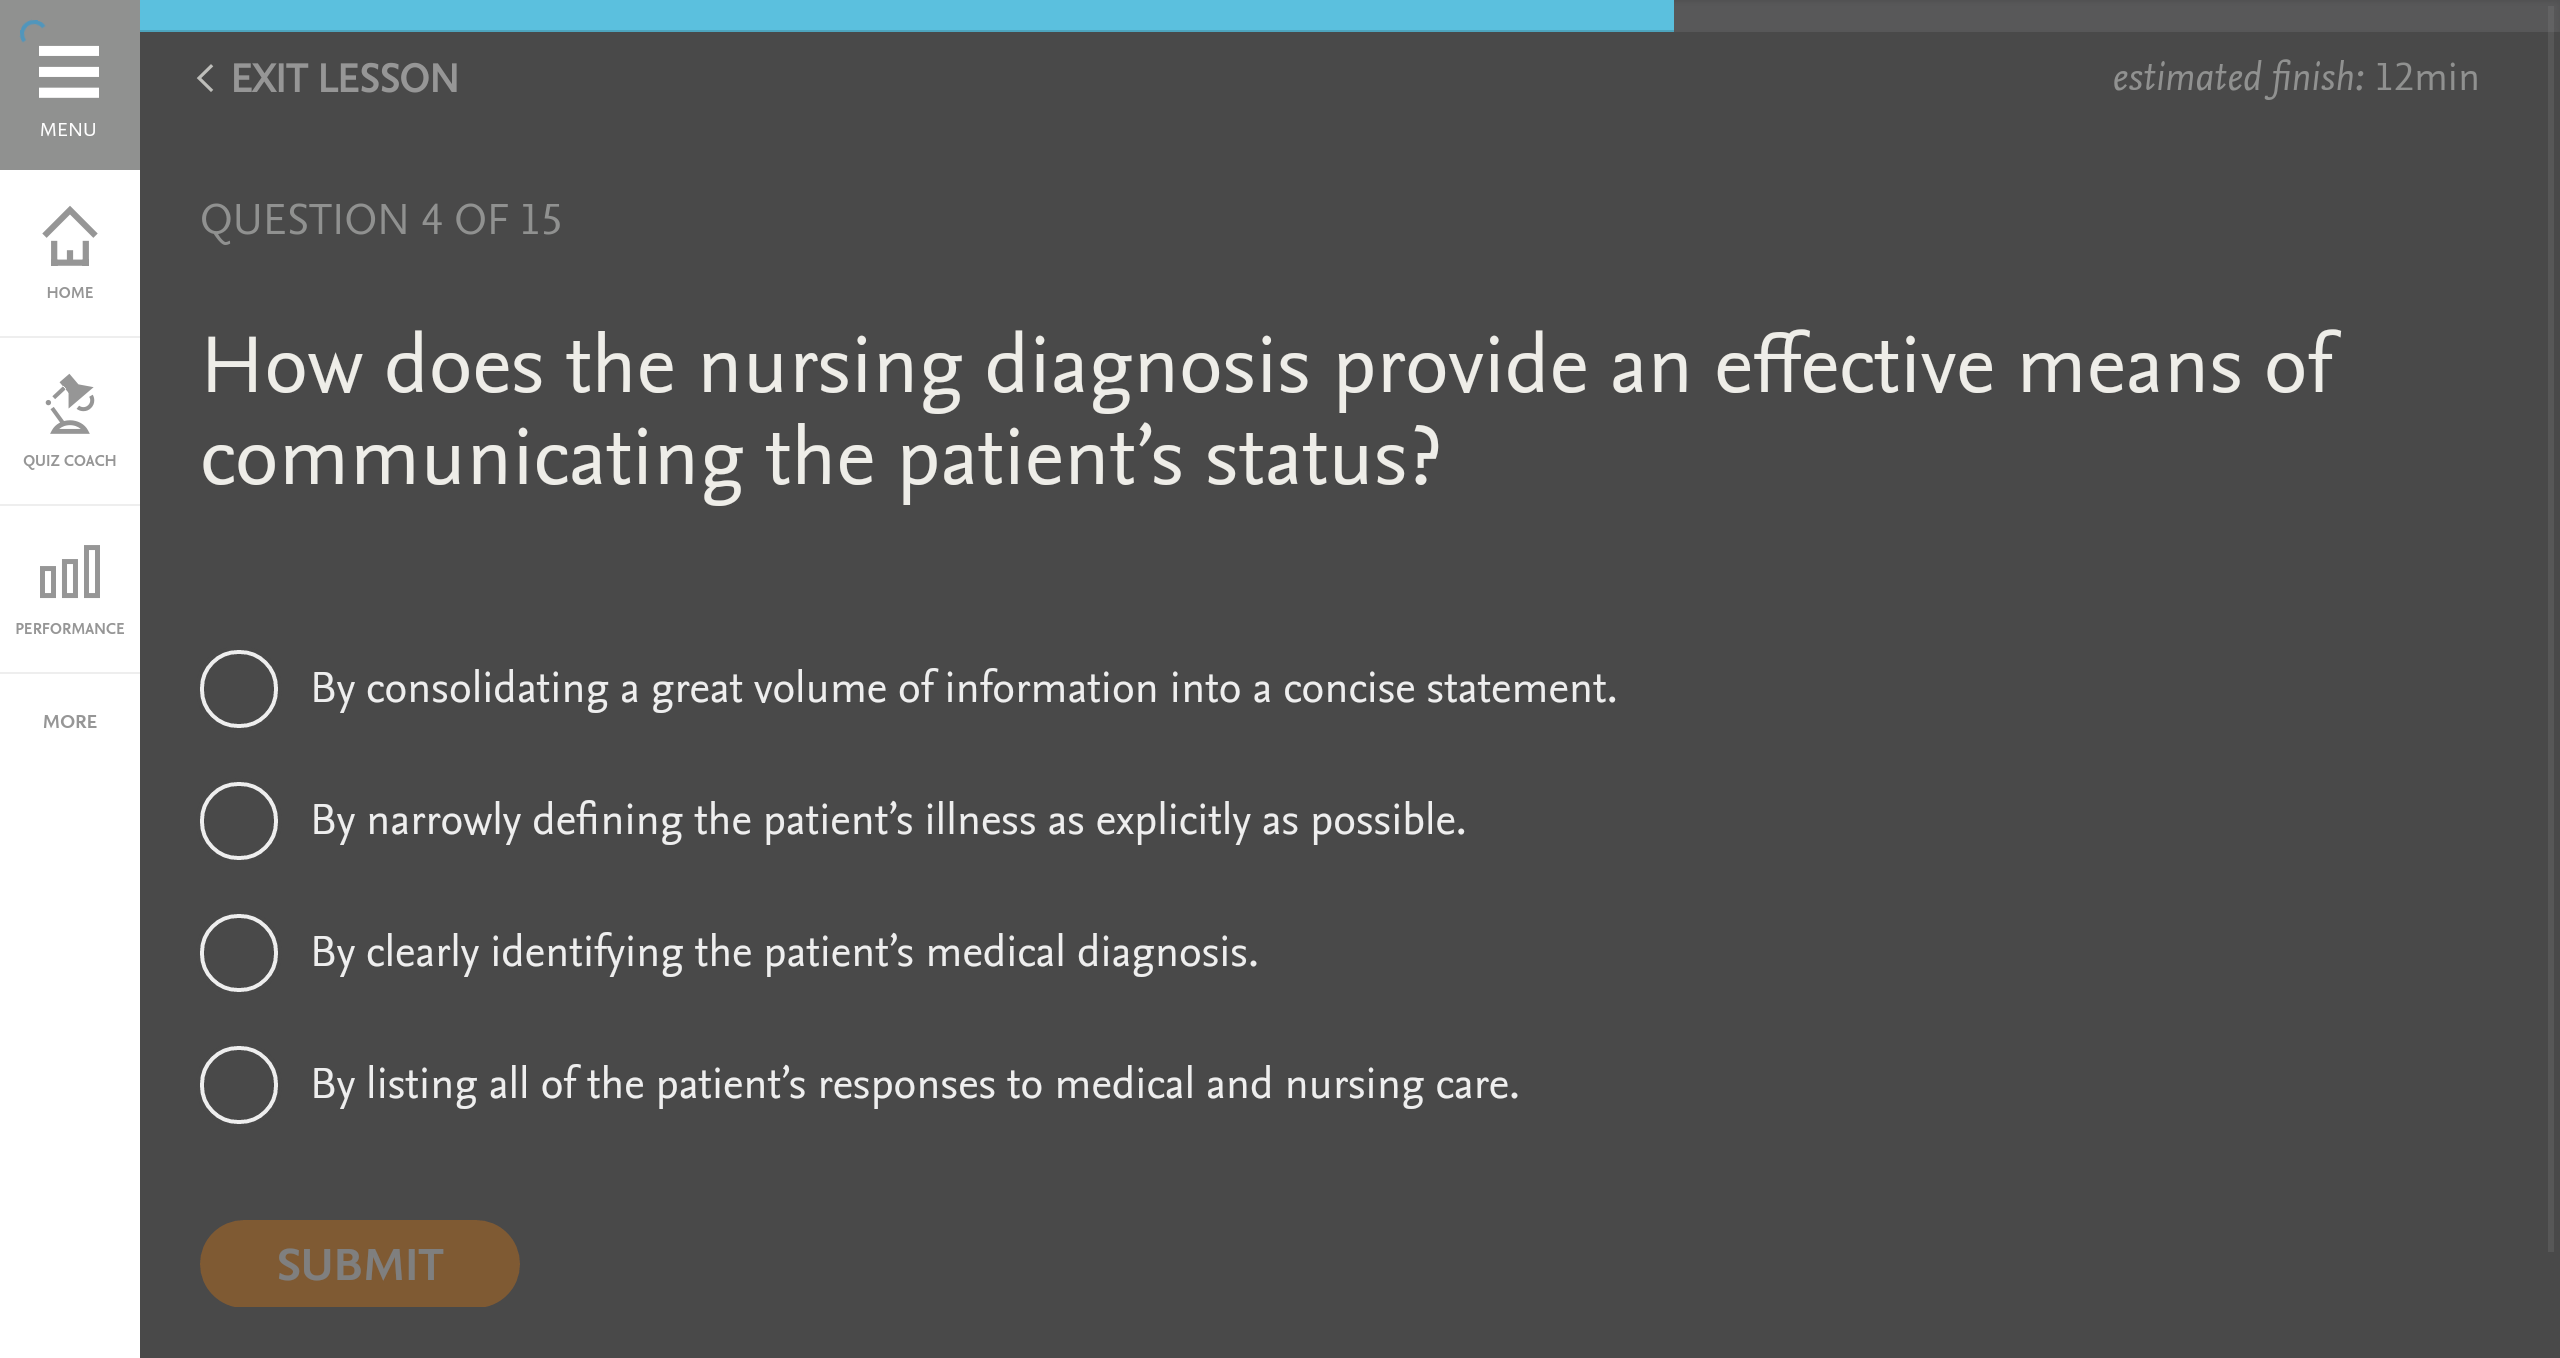 MENU
HOME
QUIZ COACH
PERFORMANCE
MORE
EXIT LESSON
estimated finish: 12min
QUESTION 4 OF 15
How does the nursing diagnosis provide an effective means of
communicating the patient’s status?
By consolidating a great volume of information into a concise statement.
By narrowly defining the patient’s illness as explicitly as possible.
By clearly identifying the patient’s medical diagnosis.
By listing all of the patient’s responses to medical and nursing care.
SUBMIT